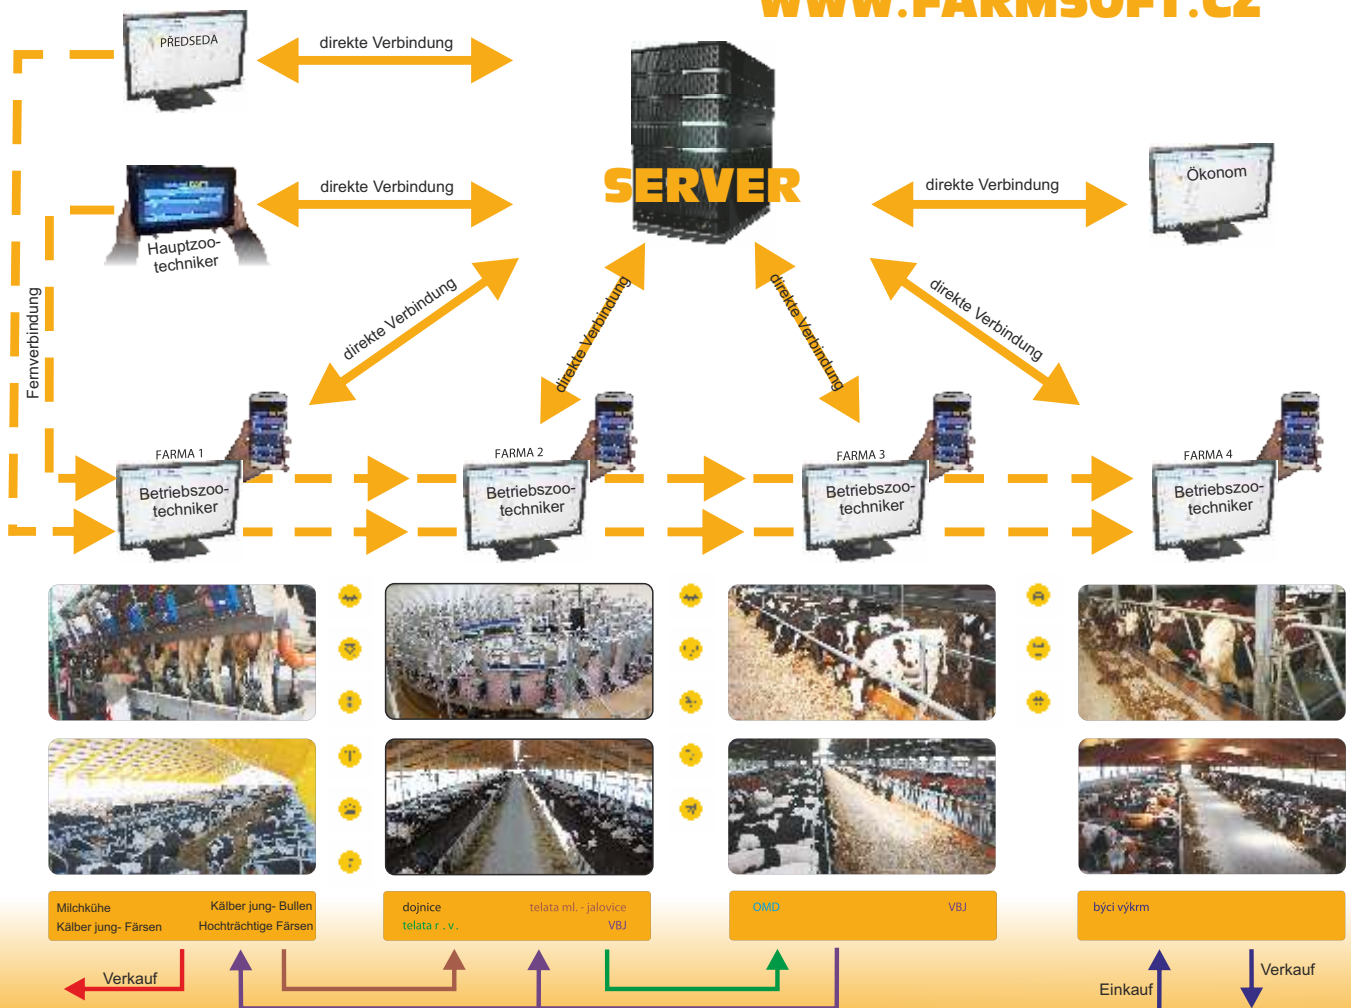 WWW.FARMSOFT.CZ
PŘEDSEDA
direkte Verbindung
SERVER
direkte Verbindung
direkte Verbindung
Ökonom
Hauptzoo-
techniker
Fernverbindung
direkte Verbindung
direkte Verbindung
direkte Verbindung
direkte Verbindung
FARMA 1
Betriebszoo-
techniker
FARMA 2
Betriebszoo-
techniker
FARMA 3
Betriebszoo-
techniker
FARMA 4
Betriebszoo-
techniker
Milchkühe
Kälber jung- Bullen
Kälber jung- Färsen
Hochträchtige Färsen
dojnice
telata ml. - jalovice
telata r . v .
VBJ
OMD
VBJ
býci výkrm
Verkauf
Einkauf
Verkauf